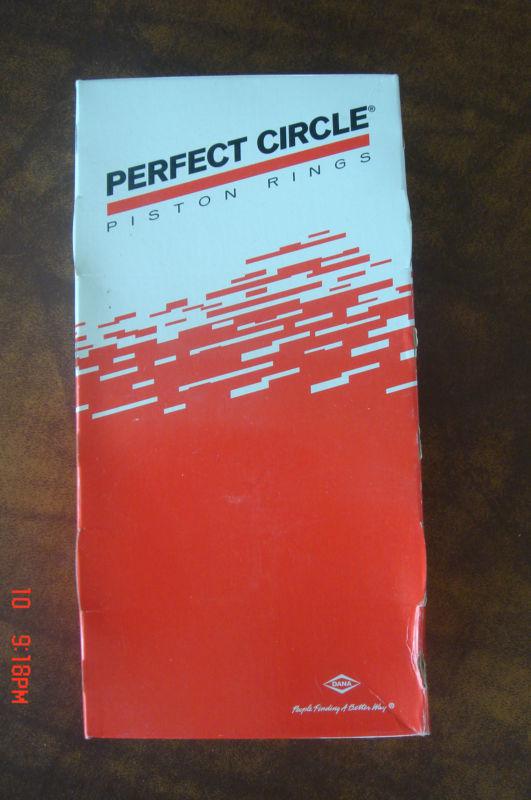 PERFECT CIRCLE®
PISTON RINGS
DANA
People Finding A Better Way ®
10 9:18PM